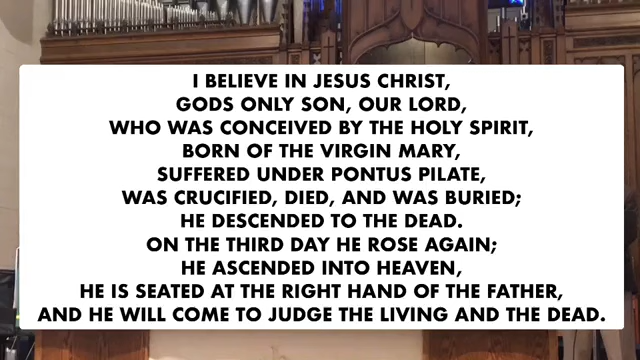 I BELIEVE IN JESUS CHRIST,
GODS ONLY SON, OUR LORD,
WHO WAS CONCEIVED BY THE HOLY SPIRIT,
BORN OF THE VIRGIN MARY,
SUFFERED UNDER PONTUS PILATE,
WAS CRUCIFIED, DIED, AND WAS BURIED;
HE DESCENDED TO THE DEAD.
ON THE THIRD DAY HE ROSE AGAIN;
HE ASCENDED INTO HEAVEN,
HE IS SEATED AT THE RIGHT HAND OF THE FATHER,
AND HE WILL COME TO JUDGE THE LIVING AND THE DEAD.